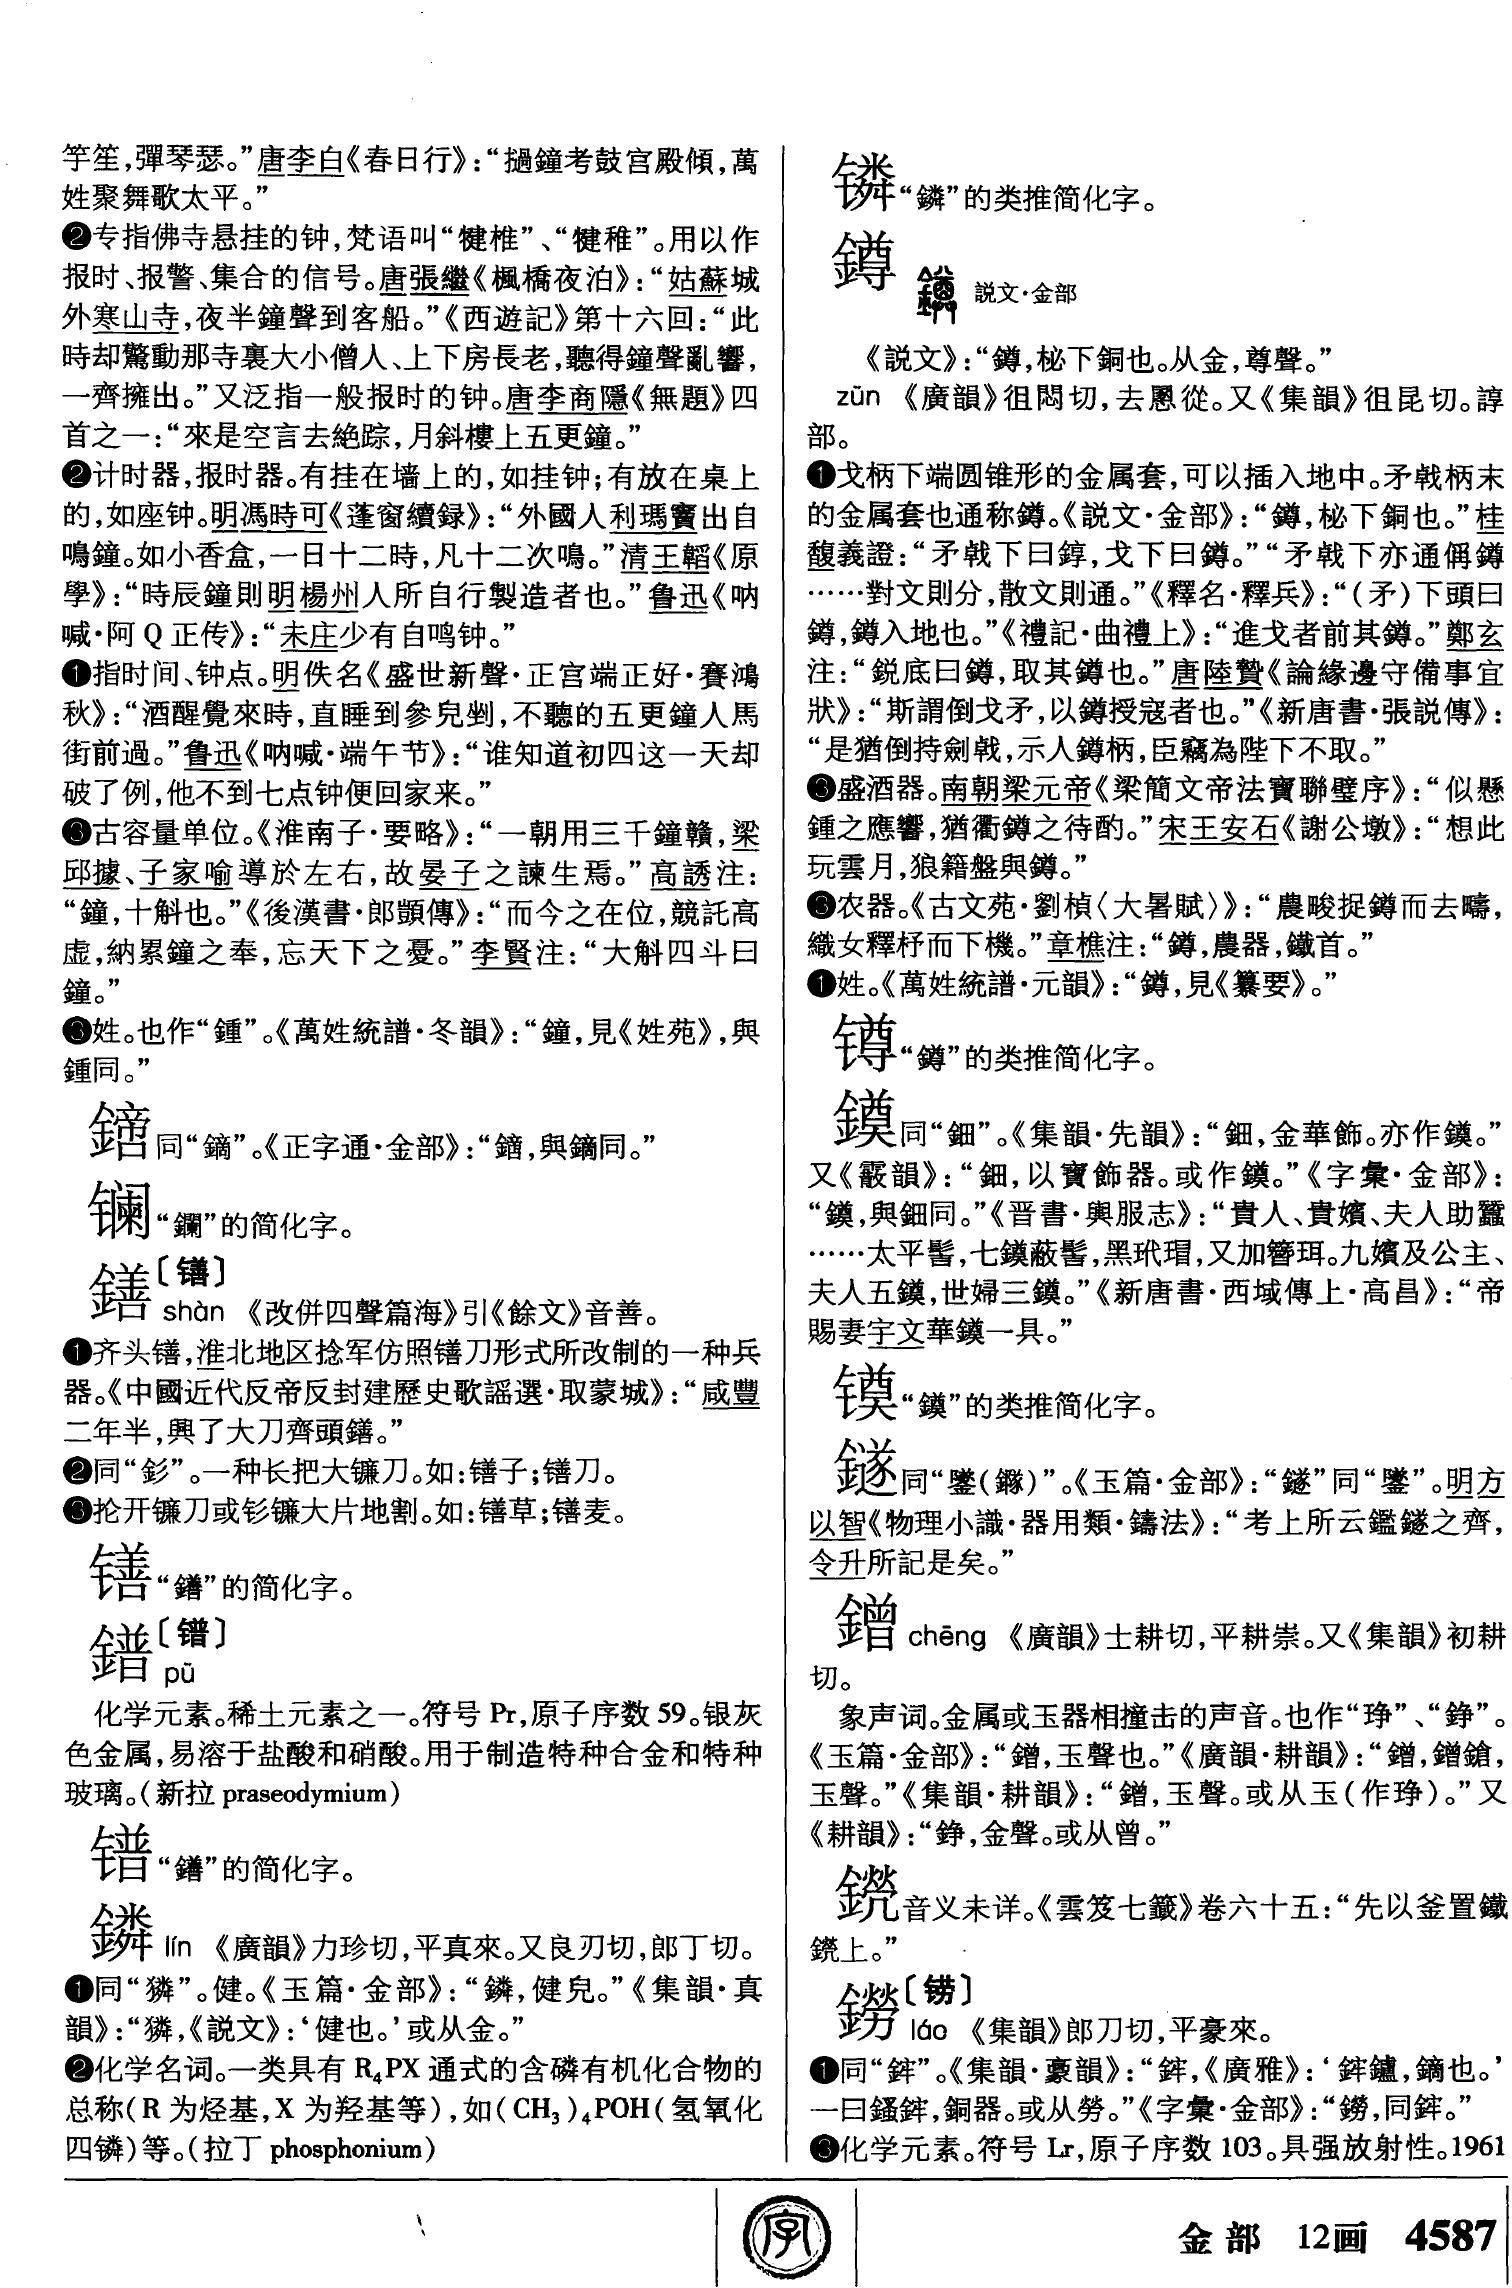 竽笙，彈琴瑟。”唐李白《春日行》：“撾鐘考鼓宫殿傾，萬
姓聚舞歌太平。”
❷专指佛寺悬挂的钟，梵语叫“犍椎”、“犍稚”。用以作
报时、报警、集合的信号。唐張繼《楓橋夜泊》：“姑蘇城
外寒山寺，夜半鐘聲到客船。”《西遊記》第十六回：“此
時却驚動那寺裏大小僧人、上下房長老，聽得鐘聲亂響，
一齊擁出。”又泛指一般报时的钟。唐李商隱《無題》四
首之一：“來是空言去絶踪，月斜樓上五更鐘。”
❷计时器，报时器。有挂在墙上的，如挂钟；有放在桌上
的，如座钟。明馮時可《蓬窗續録》：“外國人利瑪竇出自
鳴鐘。如小香盒，一日十二時，凡十二次鳴。”清王韜《原
學》：“時辰鐘則明楊州人所自行製造者也。”鲁迅《呐
喊·阿Q正传》：“未庄少有自鸣钟。”
❶指时间、钟点。明佚名《盛世新聲·正宫端正好·賽鴻
秋》：“酒醒覺來時，直睡到參兒剉，不聽的五更鐘人馬
街前過。”鲁迅《呐喊·端午节》：“谁知道初四这一天却
破了例，他不到七点钟便回家来。”
❸古容量单位。《淮南子·要略》：“一朝用三千鐘贛，梁
邱據、子家喻導於左右，故晏子之諫生焉。”高誘注：
“鐘，十斛也。”《後漢書·郎顗傳》：“而今之在位，競託高
虚，納累鐘之奉，忘天下之憂。”李賢注：“大斛四斗曰
鐘。”
❸姓。也作“鍾”。《萬姓統譜·冬韻》：“鐘，見《姓苑》，與
鍾同。”
䥕同“鏑”。《正字通·金部》：“䥕，與鏑同。”
镧“鑭”的简化字。
鐥〔䦅〕
shàn 《改併四聲篇海》引《餘文》音善。
❶齐头䦅，淮北地区捻军仿照䦅刀形式所改制的一种兵
器。《中國近代反帝反封建歷史歌謡選·取蒙城》：“咸豐
二年半，興了大刀齊頭鐥。”
❷同“釤”。一种长把大镰刀。如：䦅子；䦅刀。
❸抡开镰刀或钐镰大片地割。如：䦅草；䦅麦。
䦅“鐥”的简化字。
鐠〔镨〕
pǔ
化学元素。稀土元素之一。符号 Pr，原子序数 59。银灰
色金属，易溶于盐酸和硝酸。用于制造特种合金和特种
玻璃。（新拉 praseodymium）
镨“鐠”的简化字。
鏻 lín 《廣韻》力珍切，平真來。又良刃切，郎丁切。
❶同“獜”。健。《玉篇·金部》：“鏻，健皃。”《集韻·真
韻》：“獜，《説文》：‘健也。’或从金。”
❷化学名词。一类具有 R₄PX 通式的含磷有机化合物的
总称（R 为烃基，X 为羟基等），如（CH₃）₄POH（氢氧化
四鏻）等。（拉丁 phosphonium）
𨱏“鏻”的类推简化字。
鐏 説文·金部
《説文》：“鐏，柲下銅也。从金，尊聲。”
zūn 《廣韻》徂悶切，去慁從。又《集韻》徂昆切。諄
部。
❶戈柄下端圆锥形的金属套，可以插入地中。矛戟柄末
的金属套也通称鐏。《説文·金部》：“鐏，柲下銅也。”桂
馥義證：“矛戟下曰錞，戈下曰鐏。”“矛戟下亦通偁鐏
……對文則分，散文則通。”《釋名·釋兵》：“（矛）下頭曰
鐏，鐏入地也。”《禮記·曲禮上》：“進戈者前其鐏。”鄭玄
注：“鋭底曰鐏，取其鐏也。”唐陸贄《論緣邊守備事宜
狀》：“斯謂倒戈矛，以鐏授寇者也。”《新唐書·張説傳》：
“是猶倒持劍戟，示人鐏柄，臣竊為陛下不取。”
❸盛酒器。南朝梁元帝《梁簡文帝法寶聯璧序》：“似懸
鍾之應響，猶衢鐏之待酌。”宋王安石《謝公墩》：“想此
玩雲月，狼籍盤與鐏。”
❸农器。《古文苑·劉楨〈大暑賦〉》：“農畯捉鐏而去疇，
織女釋杼而下機。”章樵注：“鐏，農器，鐵首。”
❶姓。《萬姓統譜·元韻》：“鐏，見《纂要》。”
𨱔“鐏”的类推简化字。
鏌同“鈿”。《集韻·先韻》：“鈿，金華飾。亦作鏌。”
又《霰韻》：“鈿，以寶飾器。或作鏌。”《字彙·金部》：
“鏌，與鈿同。”《晋書·輿服志》：“貴人、貴嬪、夫人助蠶
……太平髻，七鏌蔽髻，黑玳瑁，又加簪珥。九嬪及公主、
夫人五鏌，世婦三鏌。”《新唐書·西域傳上·高昌》：“帝
賜妻宇文華鏌一具。”
“鏌”的类推简化字。
鐩同“鐆（䥙）”。《玉篇·金部》：“鐩”同“鐆”。明方
以智《物理小識·器用類·鑄法》：“考上所云鑑鐩之齊，
令升所記是矣。”
鏳 chēng 《廣韻》士耕切，平耕崇。又《集韻》初耕
切。
象声词。金属或玉器相撞击的声音。也作“琤”、“錚”。
《玉篇·金部》：“鏳，玉聲也。”《廣韻·耕韻》：“鏳，鏳鎗，
玉聲。”《集韻·耕韻》：“鏳，玉聲。或从玉（作琤）。”又
《耕韻》：“錚，金聲。或从曾。”
音义未详。《雲笈七籤》卷六十五：“先以釜置鐵
上。”
鐒〔铹〕
láo 《集韻》郎刀切，平豪來。
❶同“鉾”。《集韻·豪韻》：“鉾，《廣雅》：‘鉾鑪，鏑也。’
一曰鏂鉾，銅器。或从勞。”《字彙·金部》：“鐒，同鉾。”
❸化学元素。符号 Lr，原子序数 103。具强放射性。1961
字
金部 12画 4587